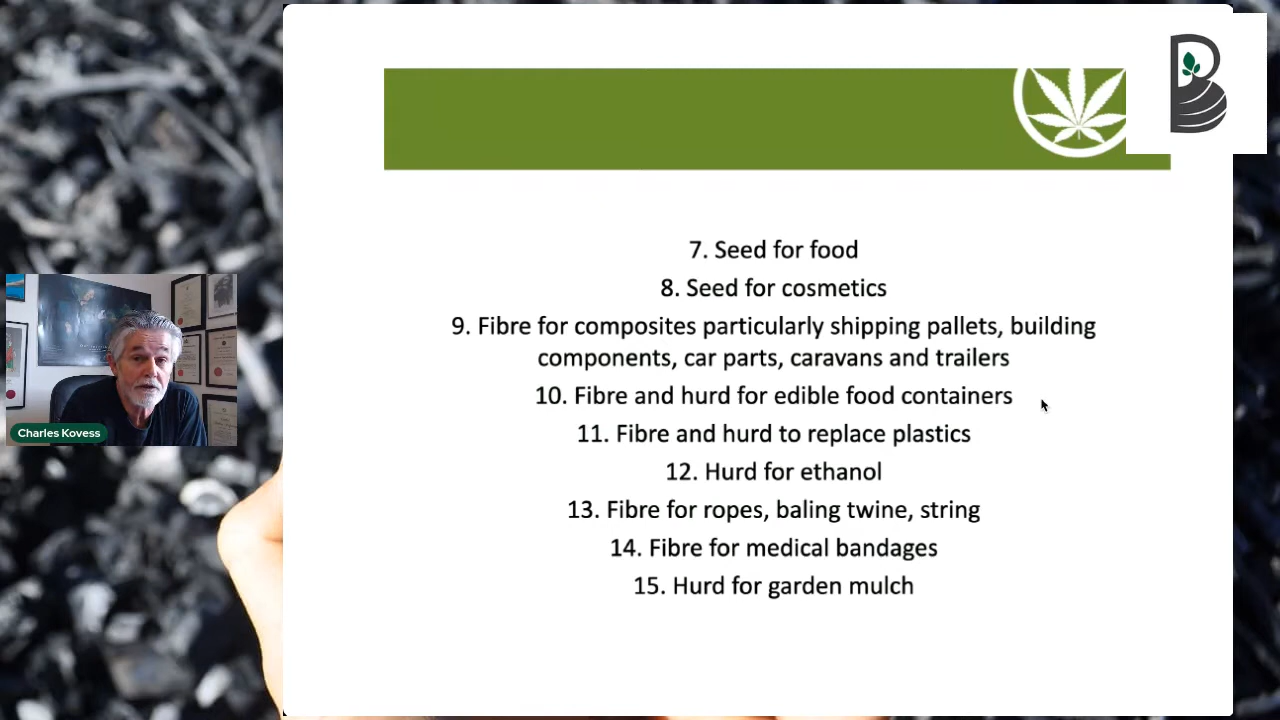 7. Seed for food
8. Seed for cosmetics
9. Fibre for composites particularly shipping pallets, building
components, car parts, caravans and trailers
10. Fibre and hurd for edible food containers
11. Fibre and hurd to replace plastics
12. Hurd for ethanol
13. Fibre for ropes, baling twine, string
14. Fibre for medical bandages
15. Hurd for garden mulch
Charles Kovess